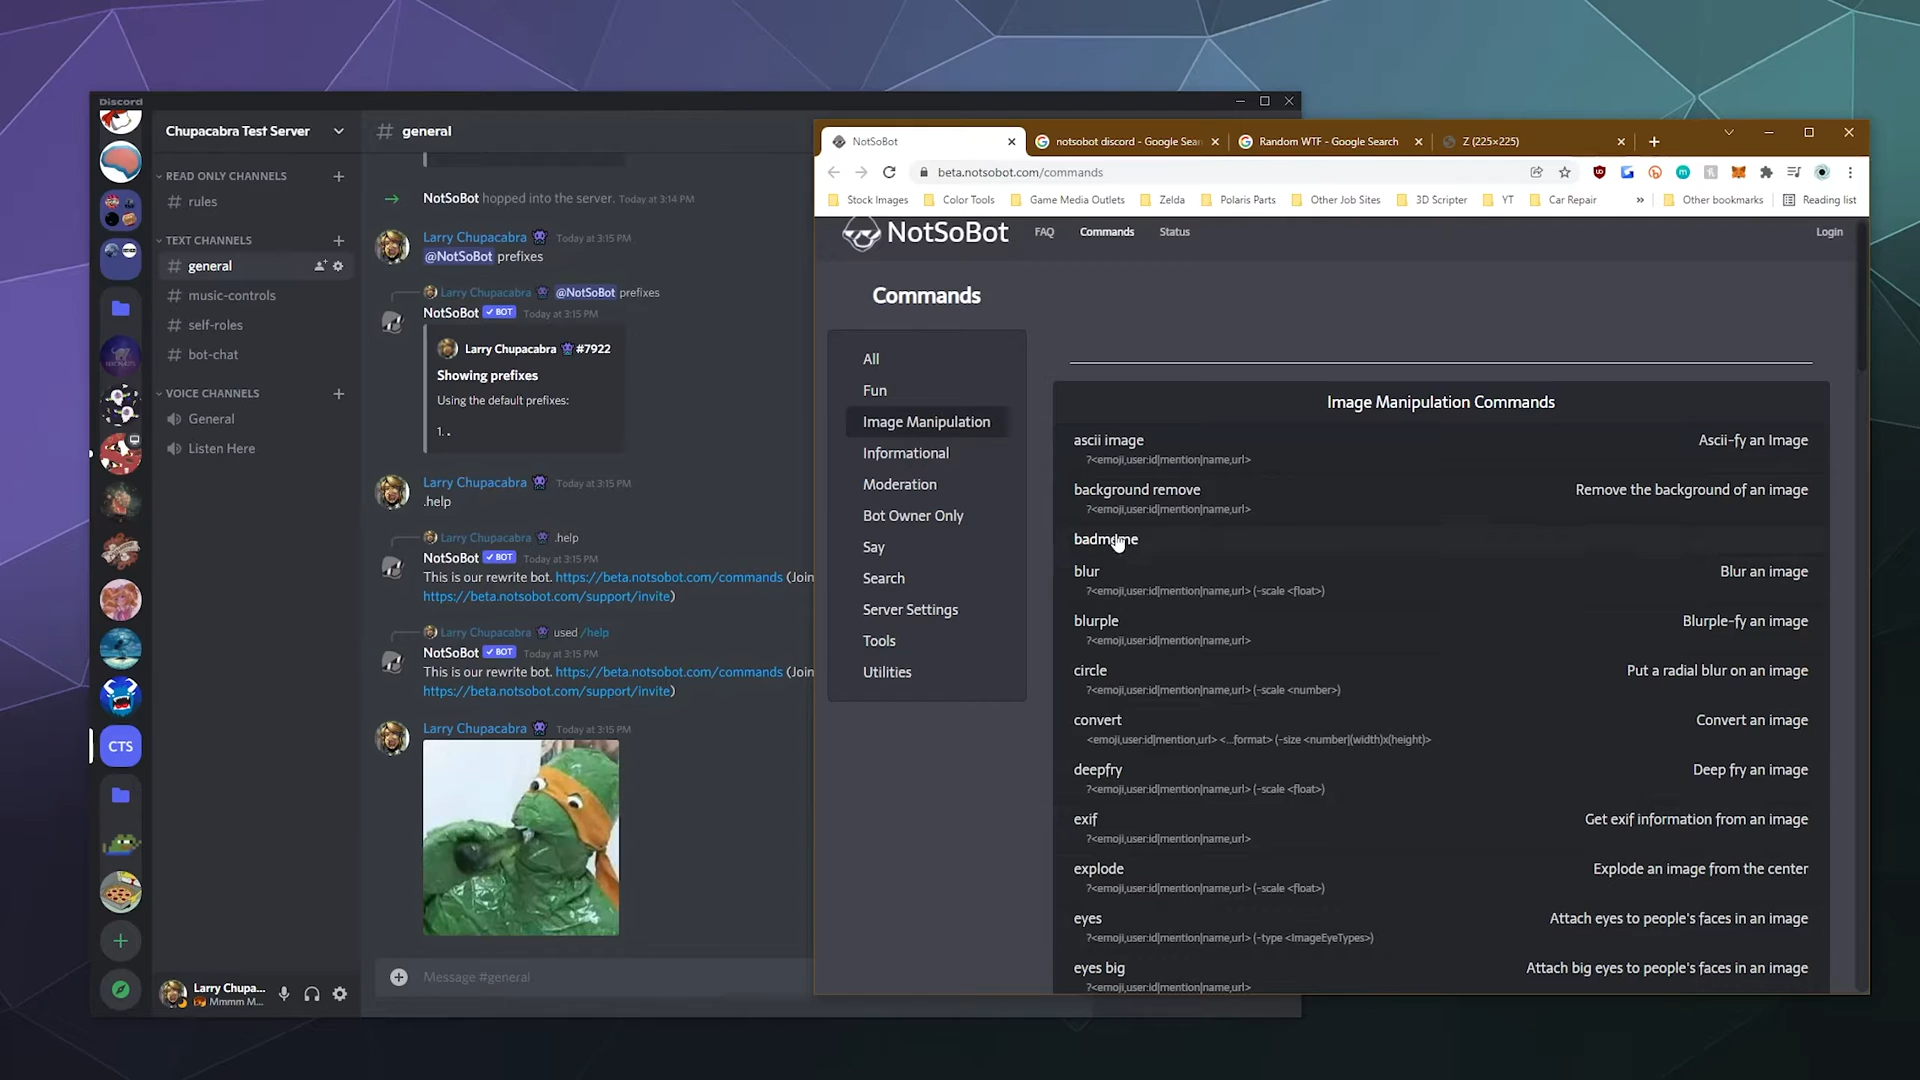 Discord
Chupacabra Test Server
READ ONLY CHANNELS
# rules
TEXT CHANNELS
# general
# music-controls
# self-roles
# bot-chat
VOICE CHANNELS
General
Listen Here
CTS
Larry Chupa...
Mmmm M...
# general
NotSoBot hopped into the server. Today at 3:14 PM
Larry Chupacabra Today at 3:15 PM
@NotSoBot prefixes
Larry Chupacabra @NotSoBot prefixes
NotSoBot BOT Today at 3:15 PM
Larry Chupacabra #7922
Showing prefixes
Using the default prefixes:
1. .
Larry Chupacabra Today at 3:15 PM
.help
Larry Chupacabra .help
NotSoBot BOT Today at 3:15 PM
This is our rewrite bot. https://beta.notsobot.com/commands (Join
https://beta.notsobot.com/support/invite)
Larry Chupacabra used /help
NotSoBot BOT Today at 3:15 PM
This is our rewrite bot. https://beta.notsobot.com/commands (Join
https://beta.notsobot.com/support/invite)
Larry Chupacabra Today at 3:15 PM
Message #general
NotSoBot
notsobot discord - Google Sear
Random WTF - Google Search
Z (225×225)
beta.notsobot.com/commands
Stock Images Color Tools Game Media Outlets Zelda Polaris Parts Other Job Sites 3D Scripter YT Car Repair » Other bookmarks Reading list
NotSoBot FAQ Commands Status Login
Commands
All
Fun
Image Manipulation
Informational
Moderation
Bot Owner Only
Say
Search
Server Settings
Tools
Utilities
Image Manipulation Commands
ascii image Ascii-fy an Image
?<emoji,user:id|mention|name,url>
background remove Remove the background of an image
?<emoji,user:id|mention|name,url>
badmeme
blur Blur an image
?<emoji,user:id|mention|name,url> (-scale <float>)
blurple Blurple-fy an image
?<emoji,user:id|mention|name,url>
circle Put a radial blur on an image
?<emoji,user:id|mention|name,url> (-scale <number>)
convert Convert an image
<emoji,user:id|mention,url> <...format> (-size <number|(width)x(height)>
deepfry Deep fry an image
?<emoji,user:id|mention|name,url> (-scale <float>)
exif Get exif information from an image
?<emoji,user:id|mention|name,url>
explode Explode an image from the center
?<emoji,user:id|mention|name,url> (-scale <float>)
eyes Attach eyes to people's faces in an image
?<emoji,user:id|mention|name,url> (-type <ImageEyeTypes>)
eyes big Attach big eyes to people's faces in an image
?<emoji,user:id|mention|name,url>